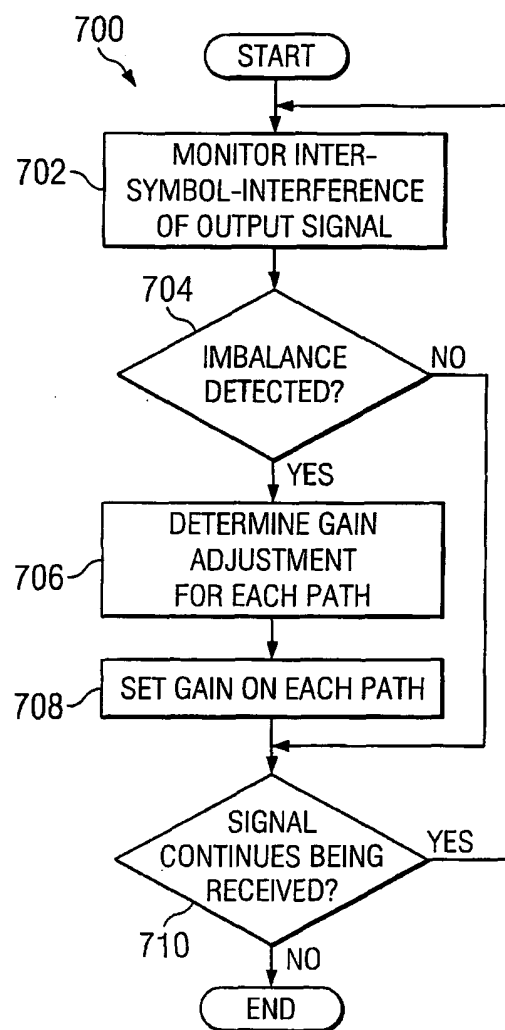 700
START
702
MONITOR INTER-
SYMBOL-INTERFERENCE
OF OUTPUT SIGNAL
704
IMBALANCE
DETECTED?
NO
YES
706
DETERMINE GAIN
ADJUSTMENT
FOR EACH PATH
708
SET GAIN ON EACH PATH
SIGNAL
CONTINUES BEING
RECEIVED?
YES
710
NO
END